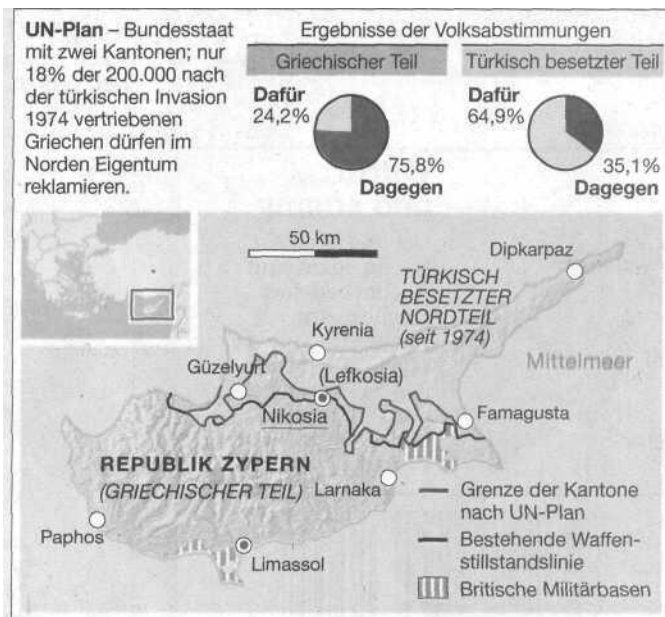 UN-Plan – Bundesstaat
mit zwei Kantonen; nur
18% der 200.000 nach
der türkischen Invasion
1974 vertriebenen
Griechen dürfen im
Norden Eigentum
reklamieren.
Ergebnisse der Volksabstimmungen
Griechischer Teil
Dafür
24,2%
75,8%
Dagegen
Türkisch besetzter Teil
Dafür
64,9%
35,1%
Dagegen
50 km
Dipkarpaz
TÜRKISCH
BESETZTER
NORDTEIL
(seit 1974)
Kyrenia
Mittelmeer
Güzelyurt
(Lefkosia)
Nikosia
Famagusta
REPUBLIK ZYPERN
(GRIECHISCHER TEIL)
Larnaka
Paphos
Limassol
Grenze der Kantone
nach UN-Plan
Bestehende Waffen-
stillstandslinie
Britische Militärbasen